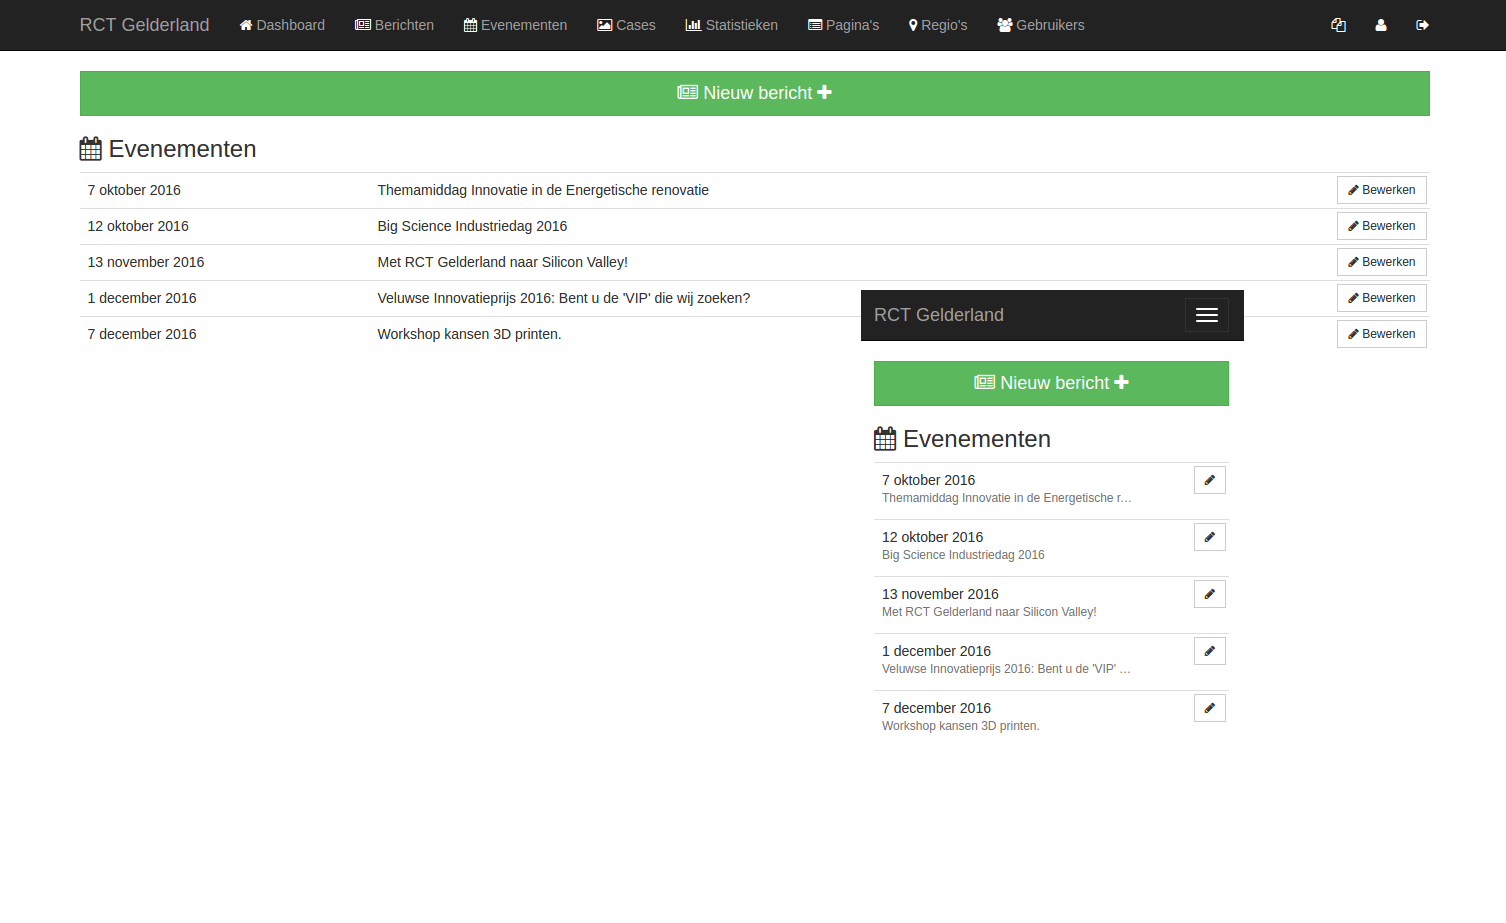 RCT Gelderland Dashboard Berichten Evenementen Cases Statistieken Pagina's Regio's Gebruikers
Nieuw bericht
Evenementen
7 oktober 2016 Themamiddag Innovatie in de Energetische renovatie Bewerken
12 oktober 2016 Big Science Industriedag 2016 Bewerken
13 november 2016 Met RCT Gelderland naar Silicon Valley! Bewerken
1 december 2016 Veluwse Innovatieprijs 2016: Bent u de 'VIP' die wij zoeken? Bewerken
7 december 2016 Workshop kansen 3D printen. Bewerken
RCT Gelderland
Nieuw bericht
Evenementen
7 oktober 2016
Themamiddag Innovatie in de Energetische r...
12 oktober 2016
Big Science Industriedag 2016
13 november 2016
Met RCT Gelderland naar Silicon Valley!
1 december 2016
Veluwse Innovatieprijs 2016: Bent u de 'VIP' ...
7 december 2016
Workshop kansen 3D printen.